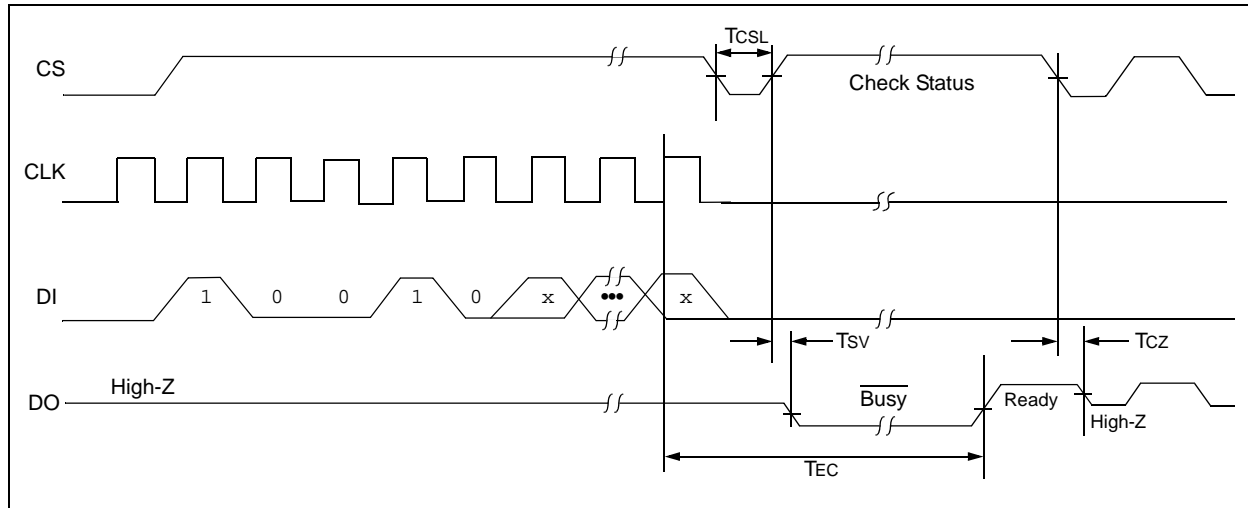 TCSL
CS
Check Status
CLK
DI 1 0 0 1 0 x ••• x
TSV
TCZ
High-Z
DO
Busy
Ready
High-Z
TEC